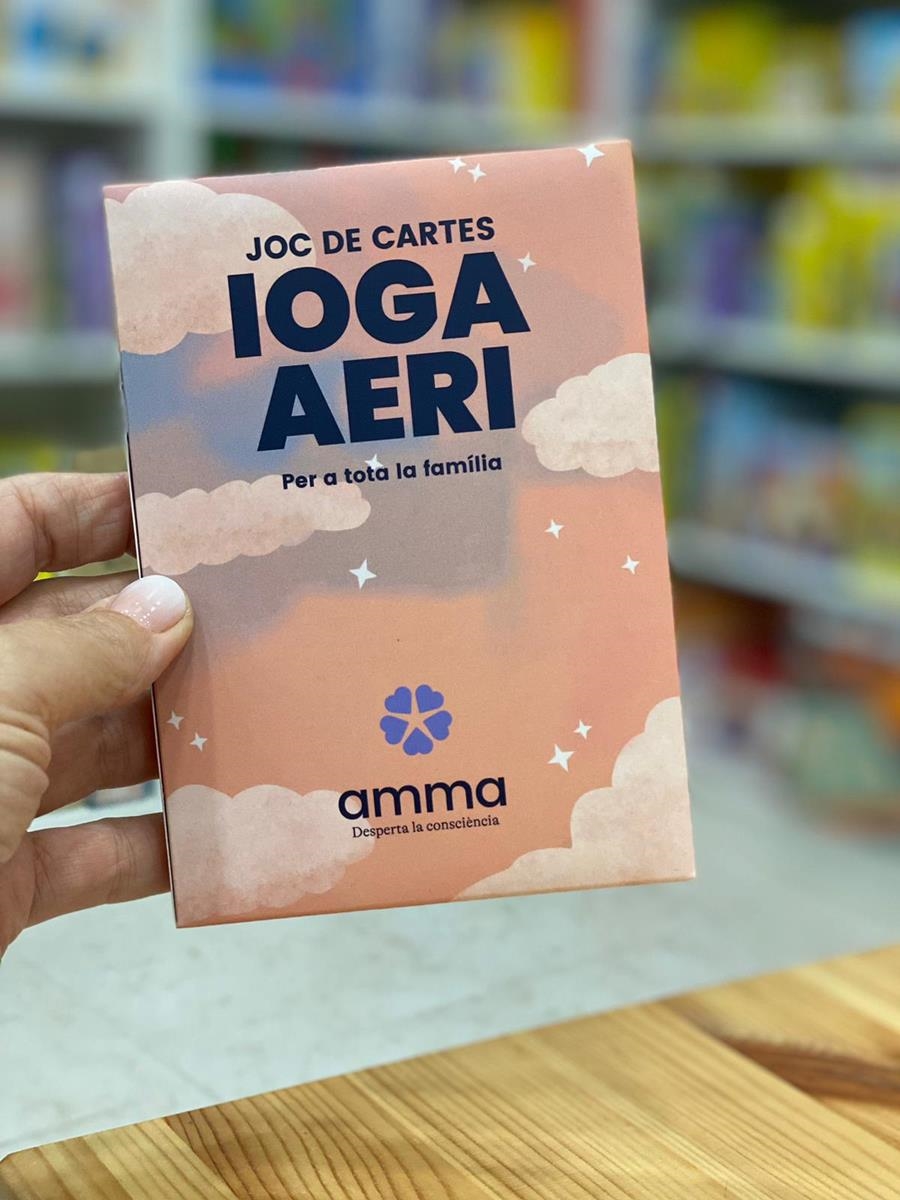 JOC DE CARTES
IOGA
AERI
Per a tota la família
amma
Desperta la consciència